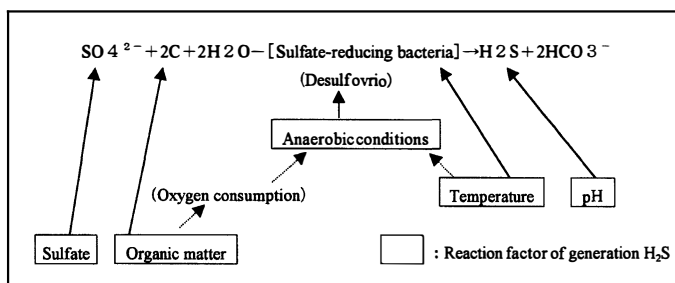 SO４²⁻+2C+2H２O−[Sulfate-reducing bacteria]→H２S+2HCO３⁻
(Desulfovrio)
Anaerobic conditions
(Oxygen consumption)
Temperature
pH
Sulfate
Organic matter
: Reaction factor of generation H₂S